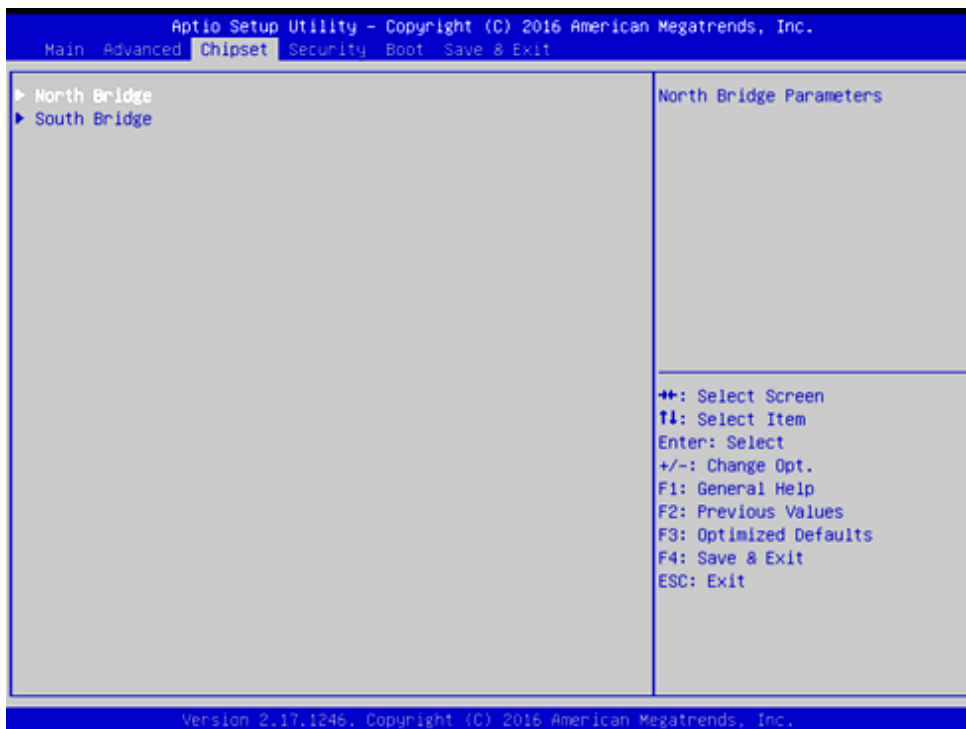 Aptio Setup Utility – Copyright (C) 2016 American Megatrends, Inc.
Main Advanced Chipset Security Boot Save & Exit
▶ North Bridge
▶ South Bridge
North Bridge Parameters
→←: Select Screen
↑↓: Select Item
Enter: Select
+/-: Change Opt.
F1: General Help
F2: Previous Values
F3: Optimized Defaults
F4: Save & Exit
ESC: Exit
Version 2.17.1246. Copyright (C) 2016 American Megatrends, Inc.